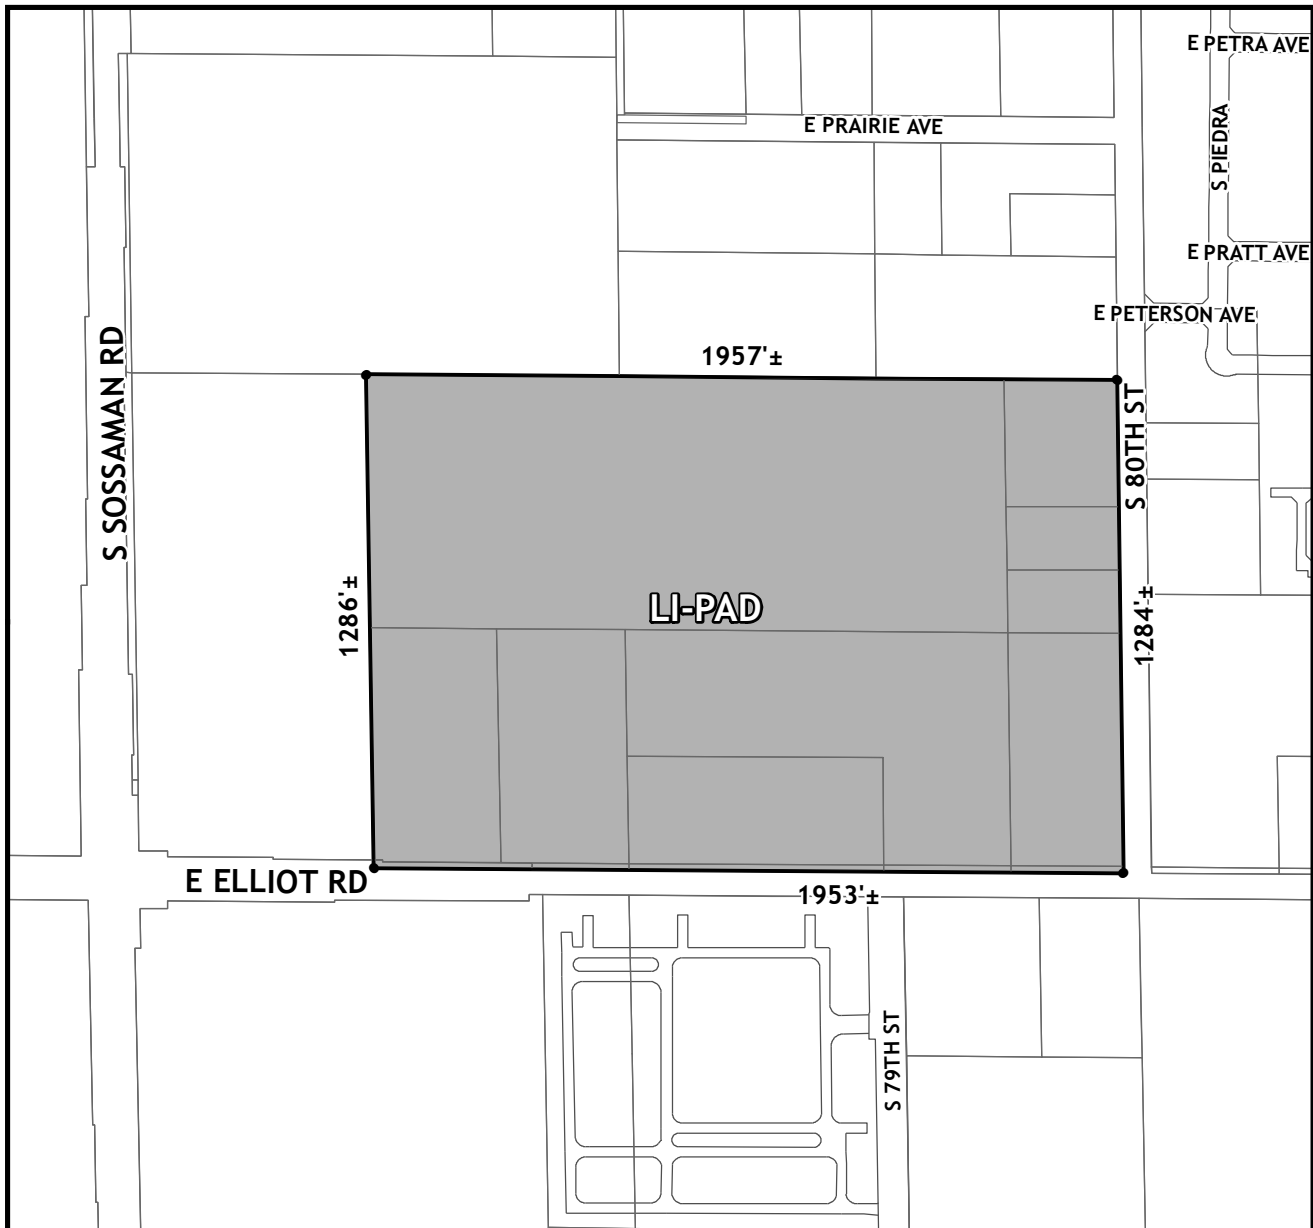 E PETRA AVE
E PRAIRIE AVE
S PIEDRA
E PRATT AVE
E PETERSON AVE
S SOSSAMAN RD
1957'±
S 80TH ST
1286'±
LI-PAD
1284'±
E ELLIOT RD
1953'±
S 79TH ST